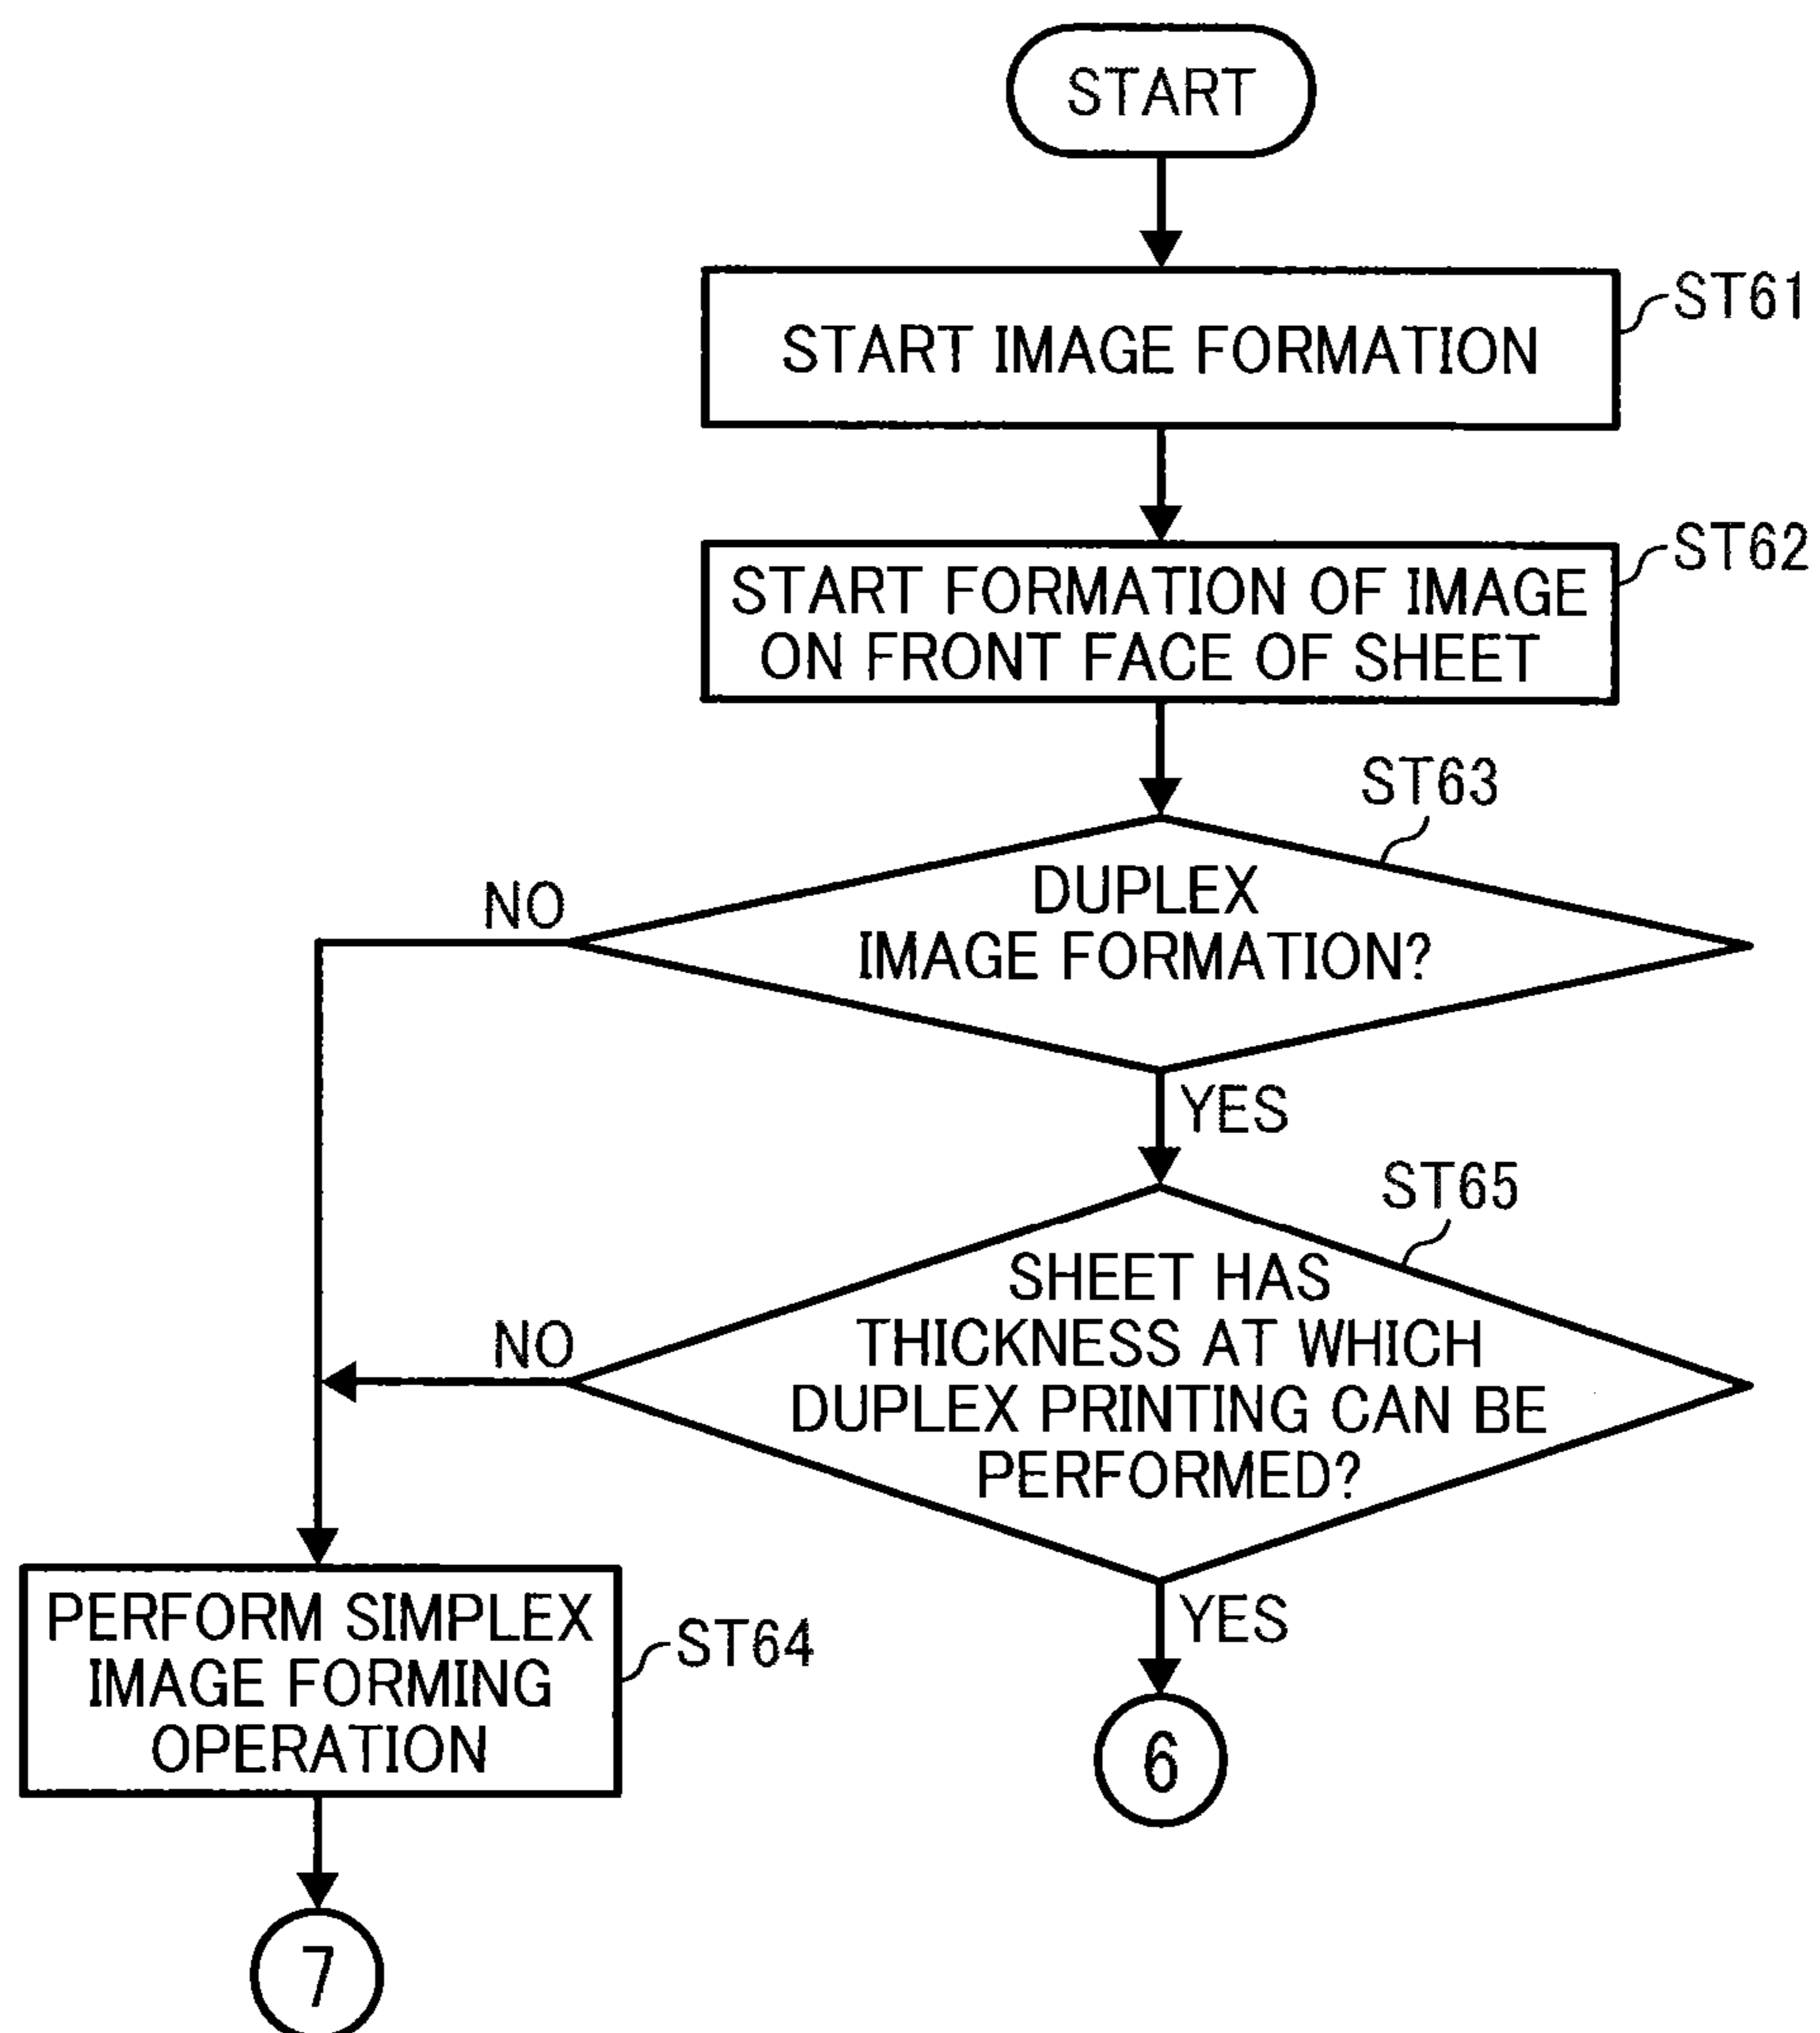 START
START IMAGE FORMATION
ST61
START FORMATION OF IMAGE
ON FRONT FACE OF SHEET
ST62
ST63
DUPLEX
IMAGE FORMATION?
NO
YES
ST65
SHEET HAS
THICKNESS AT WHICH
DUPLEX PRINTING CAN BE
PERFORMED?
NO
YES
PERFORM SIMPLEX
IMAGE FORMING
OPERATION
ST64
6
7